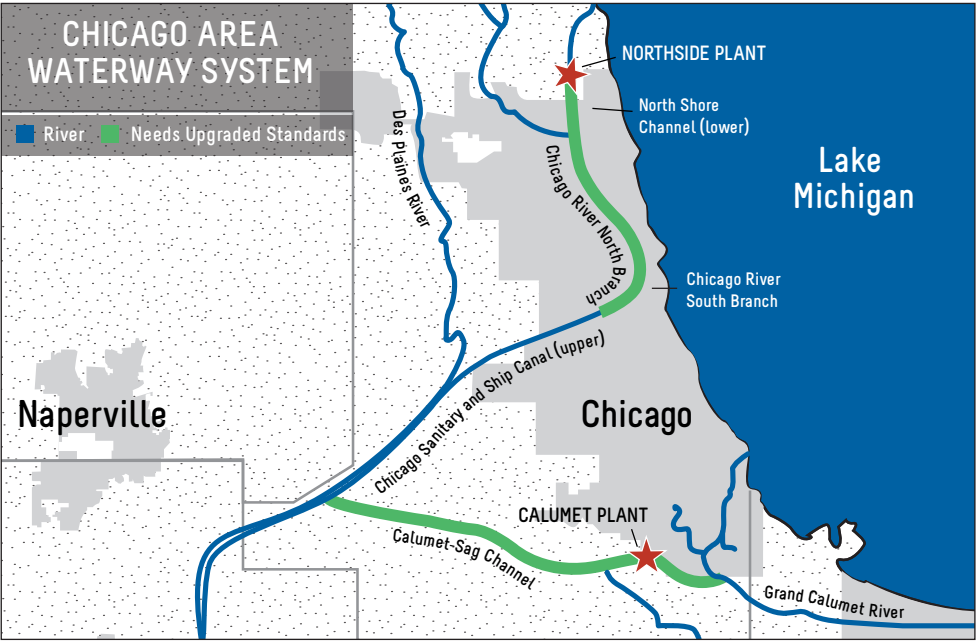 CHICAGO AREA
WATERWAY SYSTEM
River
Needs Upgraded Standards
NORTHSIDE PLANT
North Shore
Channel (lower)
Des Plaines River
Chicago River North Branch
Lake
Michigan
Chicago River
South Branch
Chicago Sanitary and Ship Canal (upper)
Naperville
Chicago
CALUMET PLANT
Calumet-Sag Channel
Grand Calumet River